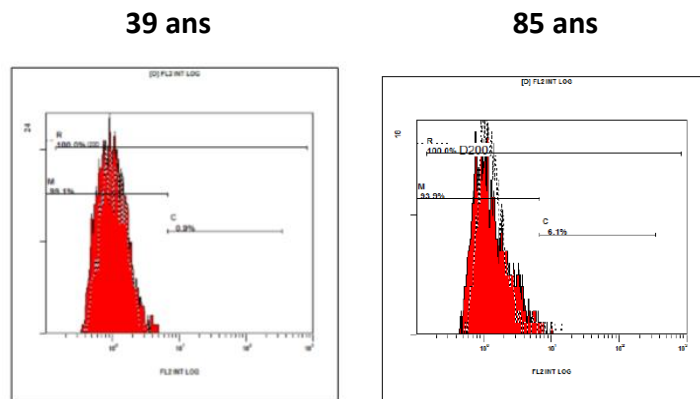 39 ans
85 ans
[D] FL2 INT LOG
24
R
100.0%
M
99.1%
C
0.9%
FL2 INT LOG
[D] FL2 INT LOG
R
100.0% D200
M
93.9%
C
6.1%
FL2 INT LOG